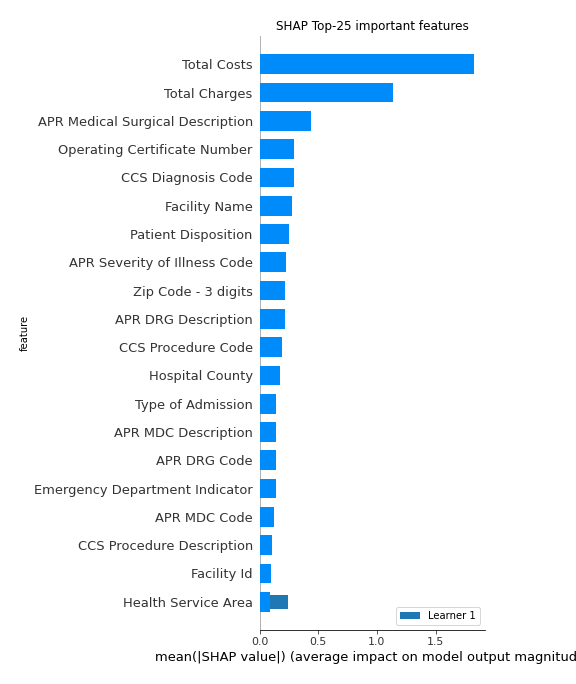 SHAP Top-25 important features
Total Costs
Total Charges
APR Medical Surgical Description
Operating Certificate Number
CCS Diagnosis Code
Facility Name
Patient Disposition
APR Severity of Illness Code
Zip Code - 3 digits
APR DRG Description
CCS Procedure Code
Hospital County
Type of Admission
APR MDC Description
APR DRG Code
Emergency Department Indicator
APR MDC Code
CCS Procedure Description
Facility Id
Health Service Area
feature
Learner 1
0.0 0.5 1.0 1.5
mean(|SHAP value|) (average impact on model output magnitud